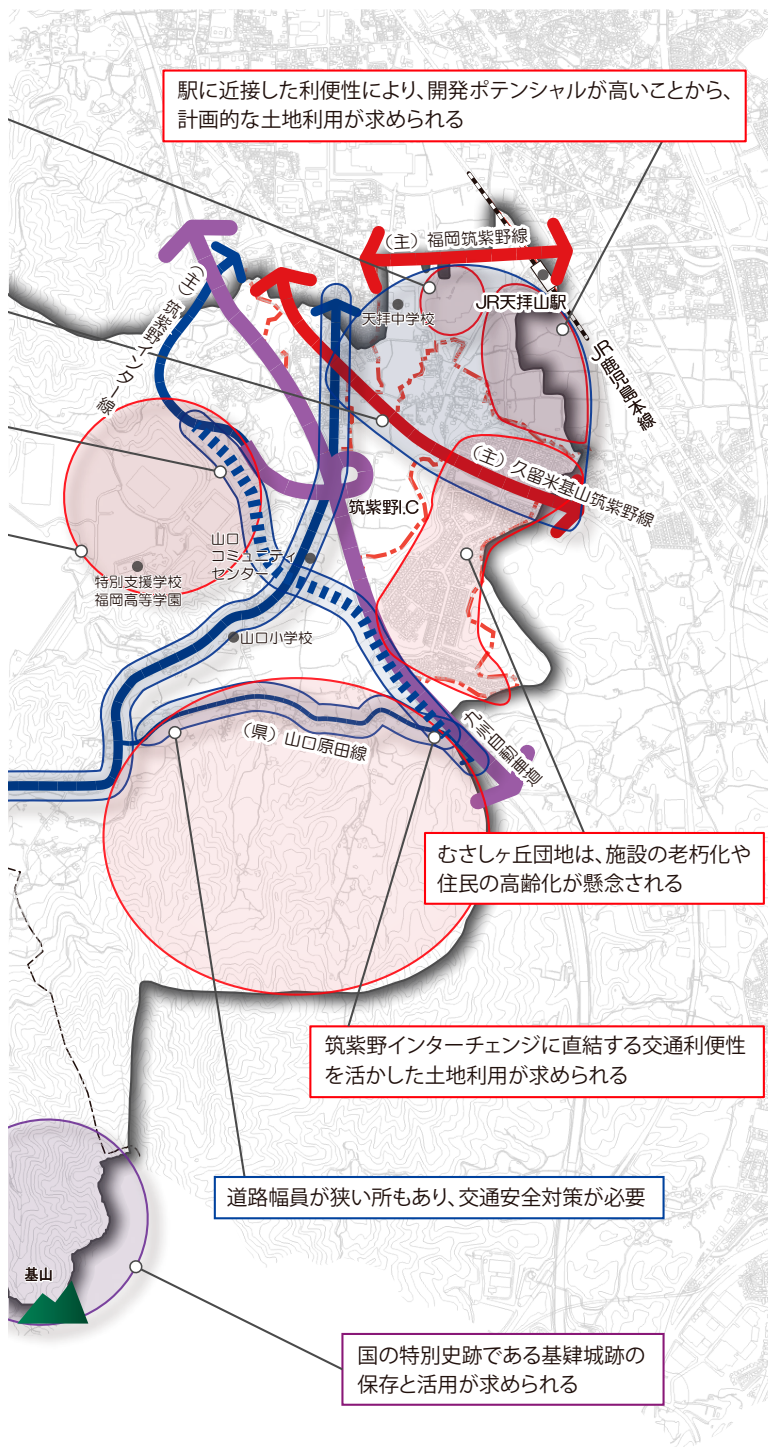 駅に近接した利便性により、開発ポテンシャルが高いことから、
計画的な土地利用が求められる
（主）福岡筑紫野線
（主）筑紫野インター線
天拝中学校
JR天拝山駅
JR鹿児島本線
（主）久留米基山筑紫野線
筑紫野I.C
山口
コミュニティ
センター
特別支援学校
福岡高等学園
山口小学校
（県）山口原田線
九州自動車道
むさしヶ丘団地は、施設の老朽化や
住民の高齢化が懸念される
筑紫野インターチェンジに直結する交通利便性
を活かした土地利用が求められる
道路幅員が狭い所もあり、交通安全対策が必要
基山
国の特別史跡である基肄城跡の
保存と活用が求められる